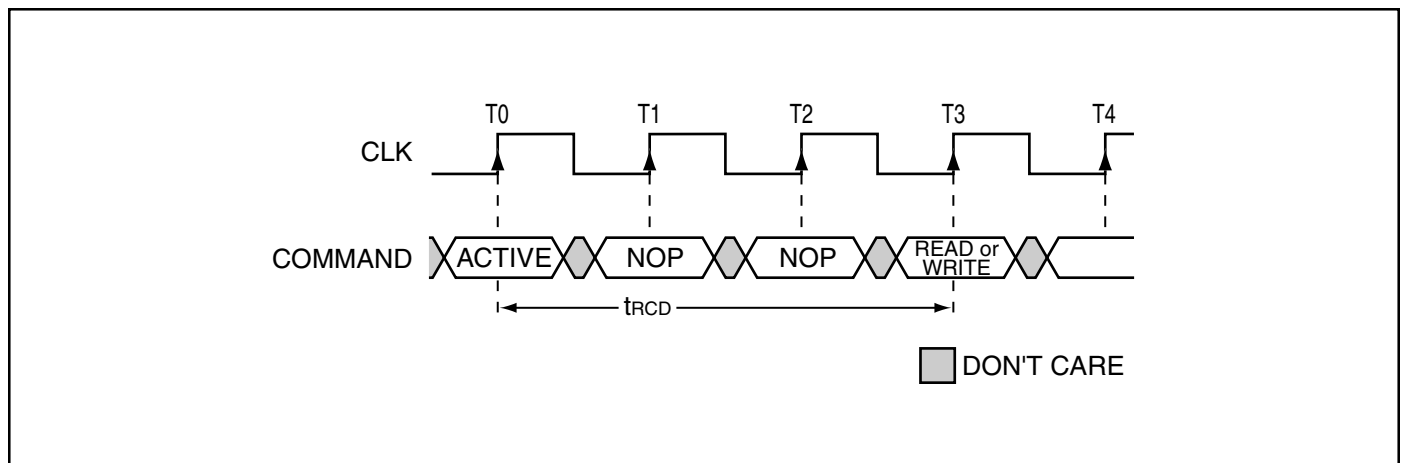 T0 T1 T2 T3 T4
CLK
COMMAND ACTIVE NOP NOP READ or
WRITE
tRCD
DON'T CARE